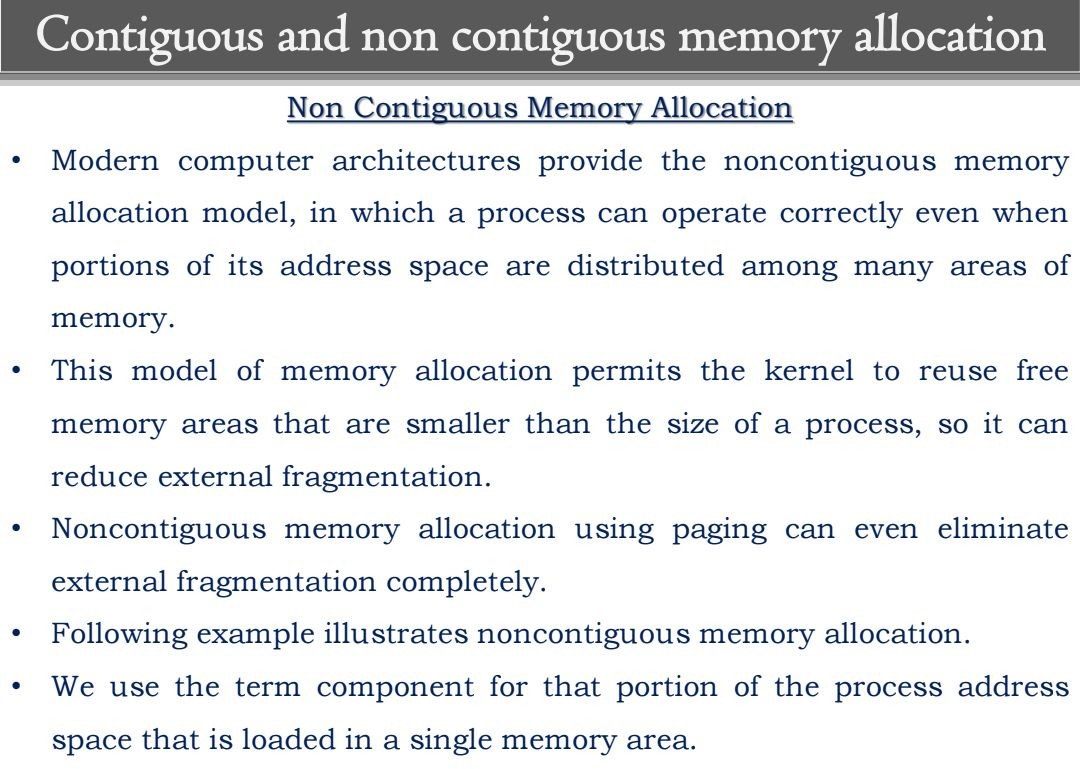 Contiguous and non contiguous memory allocation
Non Contiguous Memory Allocation
• Modern computer architectures provide the noncontiguous memory
allocation model, in which a process can operate correctly even when
portions of its address space are distributed among many areas of
memory.
• This model of memory allocation permits the kernel to reuse free
memory areas that are smaller than the size of a process, so it can
reduce external fragmentation.
• Noncontiguous memory allocation using paging can even eliminate
external fragmentation completely.
• Following example illustrates noncontiguous memory allocation.
• We use the term component for that portion of the process address
space that is loaded in a single memory area.